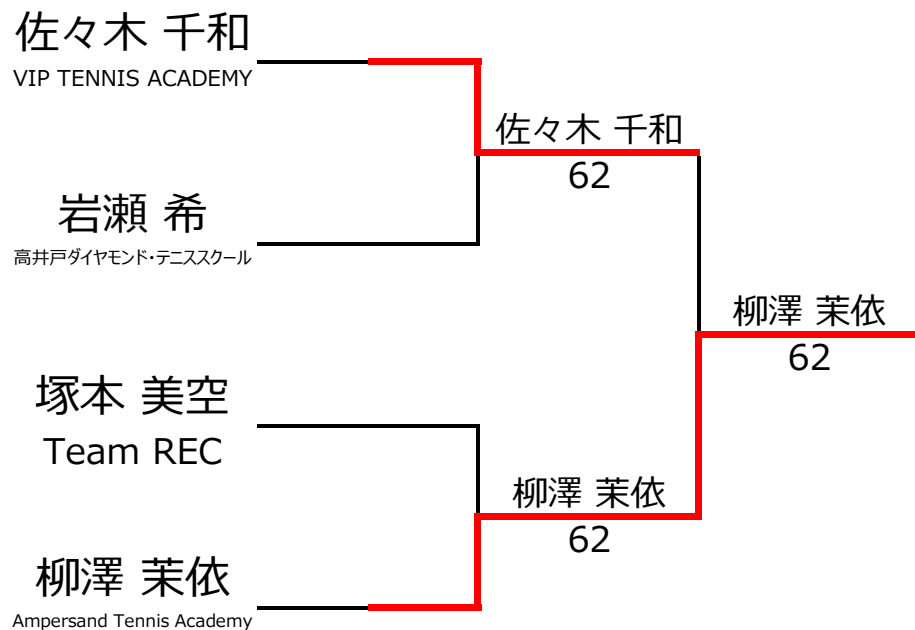 佐々木 千和
VIP TENNIS ACADEMY
佐々木 千和
62
岩瀬 希
高井戸ダイヤモンド・テニススクール
柳澤 茉依
62
塚本 美空
Team REC
柳澤 茉依
62
柳澤 茉依
Ampersand Tennis Academy